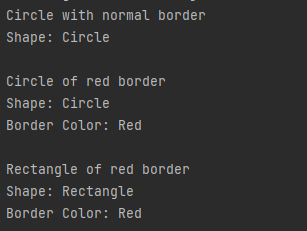 Circle with normal border
Shape: Circle
Circle of red border
Shape: Circle
Border Color: Red
Rectangle of red border
Shape: Rectangle
Border Color: Red